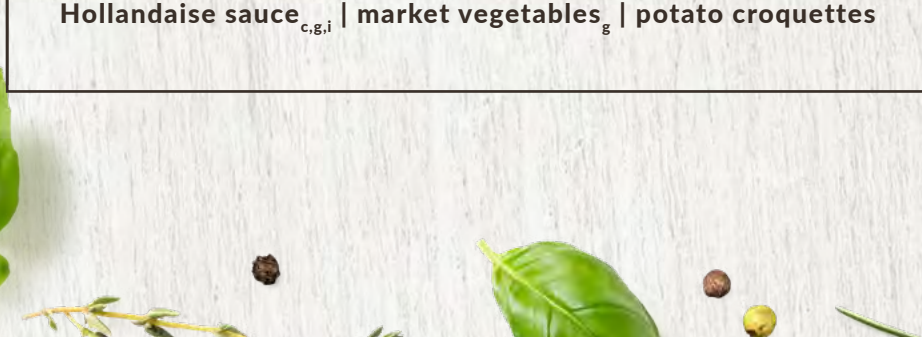 Hollandaise sauce c,g,i | market vegetables g | potato croquettes